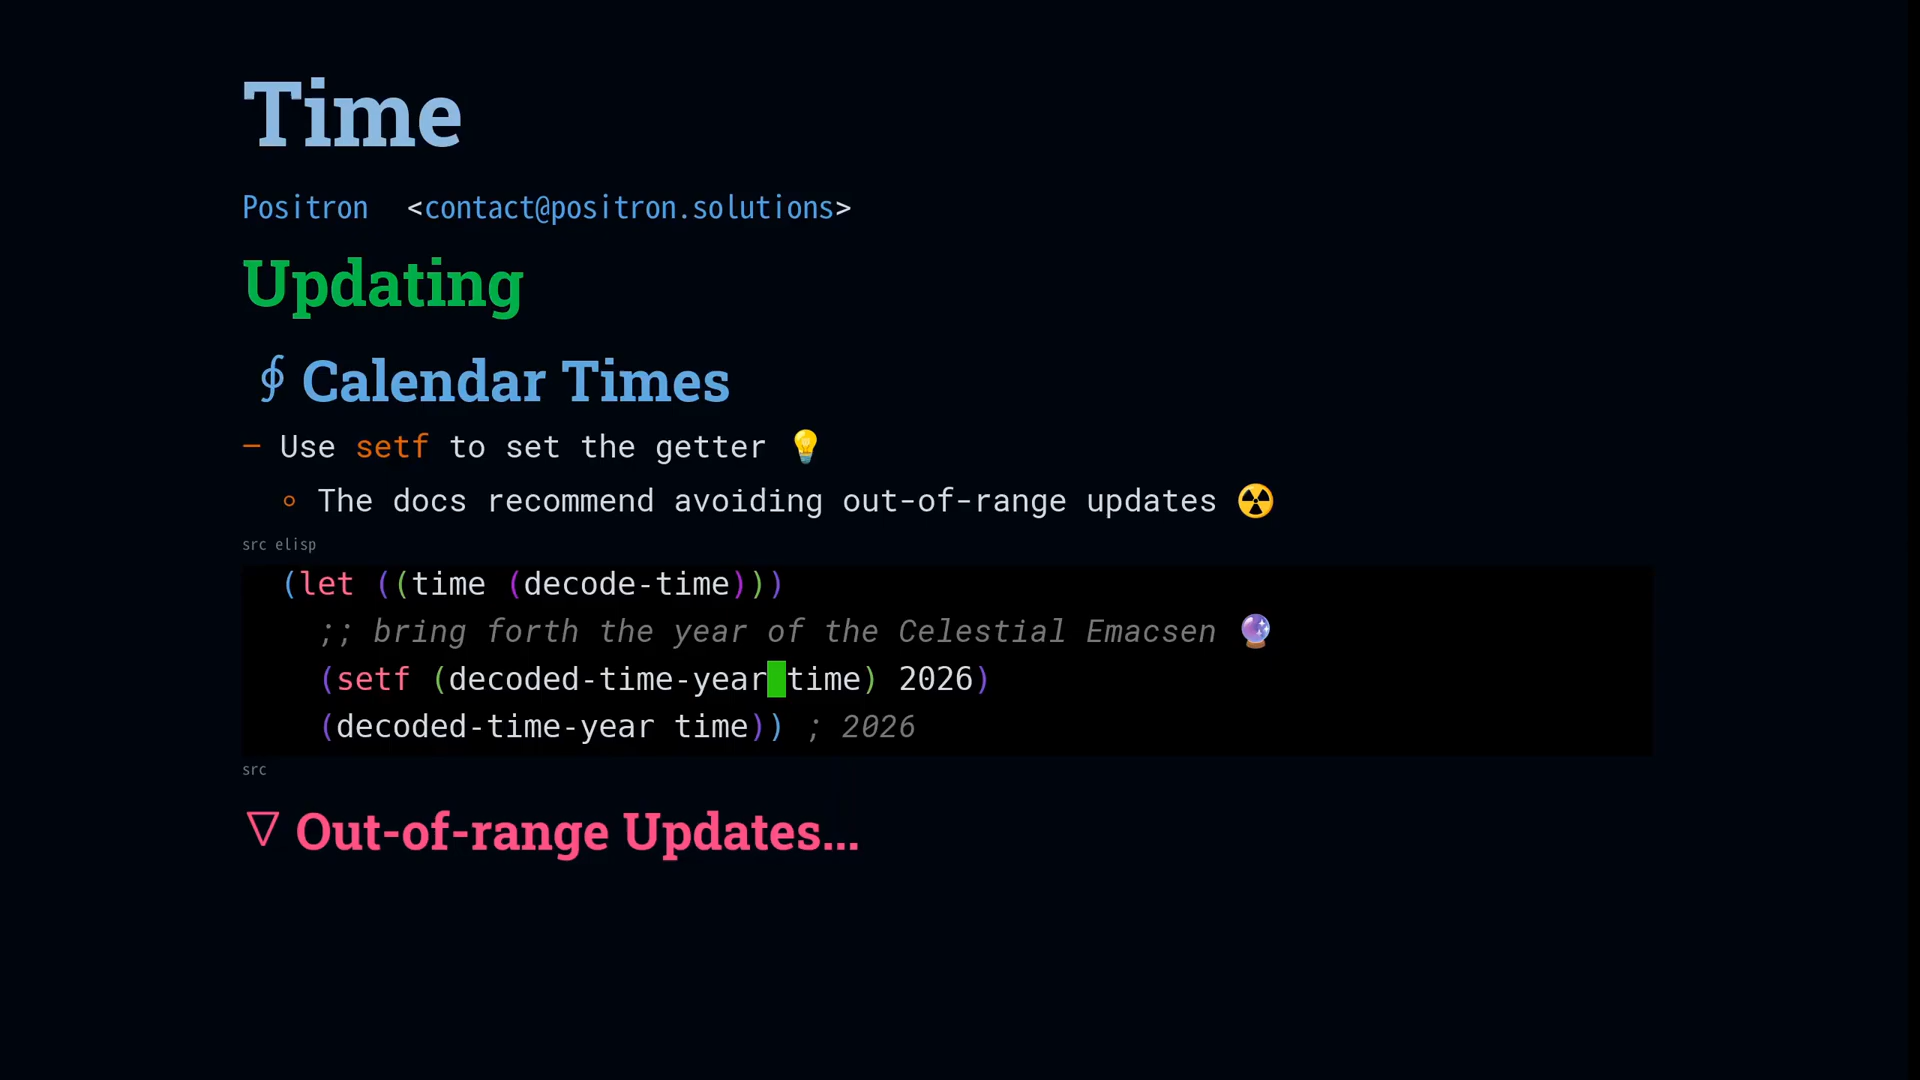 Time
Positron <contact@positron.solutions>
Updating
∮ Calendar Times
– Use setf to set the getter 💡
∘ The docs recommend avoiding out-of-range updates ☢️
src elisp
(let ((time (decode-time)))
;; bring forth the year of the Celestial Emacsen 🔮
(setf (decoded-time-year time) 2026)
(decoded-time-year time)) ; 2026
src
▽ Out-of-range Updates...